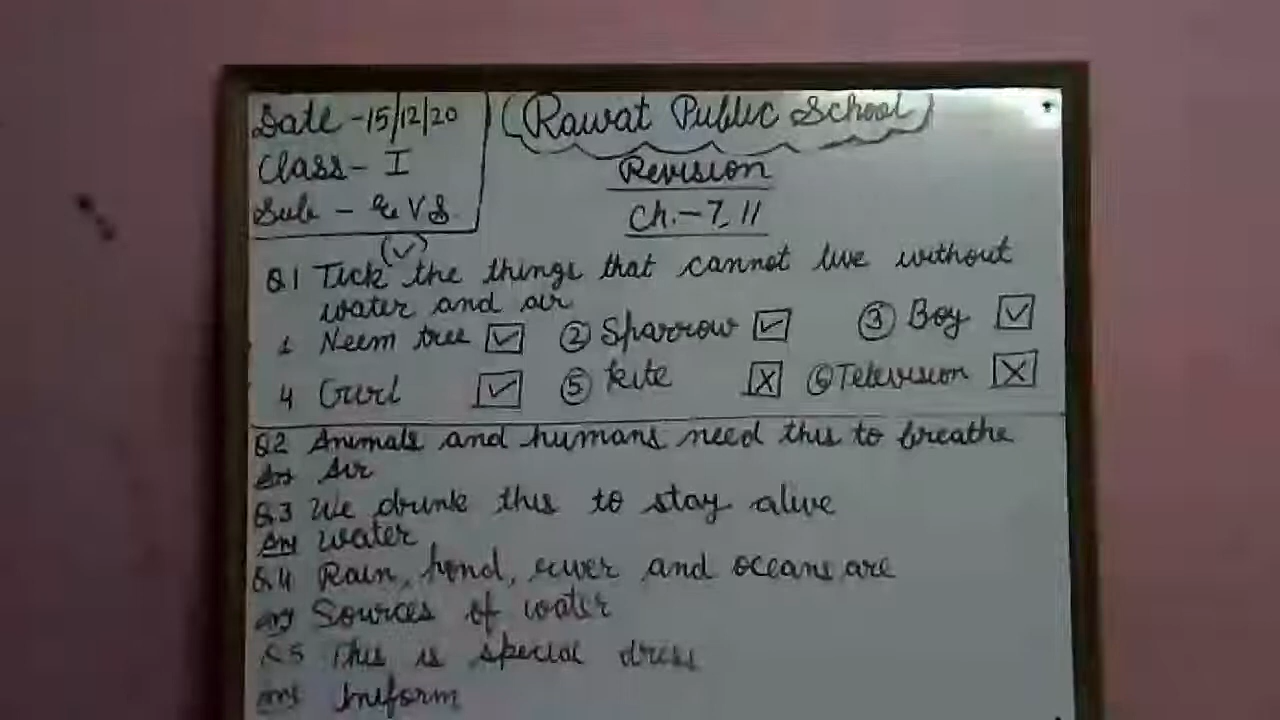 Date -15/12/20
Class- I
Sub - EVS.
(Rawat Public School)
Revision
Ch.-7, 11
(✓)
Q.1 Tick the things that cannot live without
water and air
1 Neem tree ☑ ② Sparrow ☑ ③ Boy ☑
4 Girl ☑ ⑤ kite ☒ ⑥ Television ☒
Q.2 Animals and humans need this to breathe
Ans Air
Q.3 We drink this to stay alive
Ans water
Q.4 Rain, pond, river and oceans are
Ans Sources of water
Q.5 This is special dress
Ans Uniform